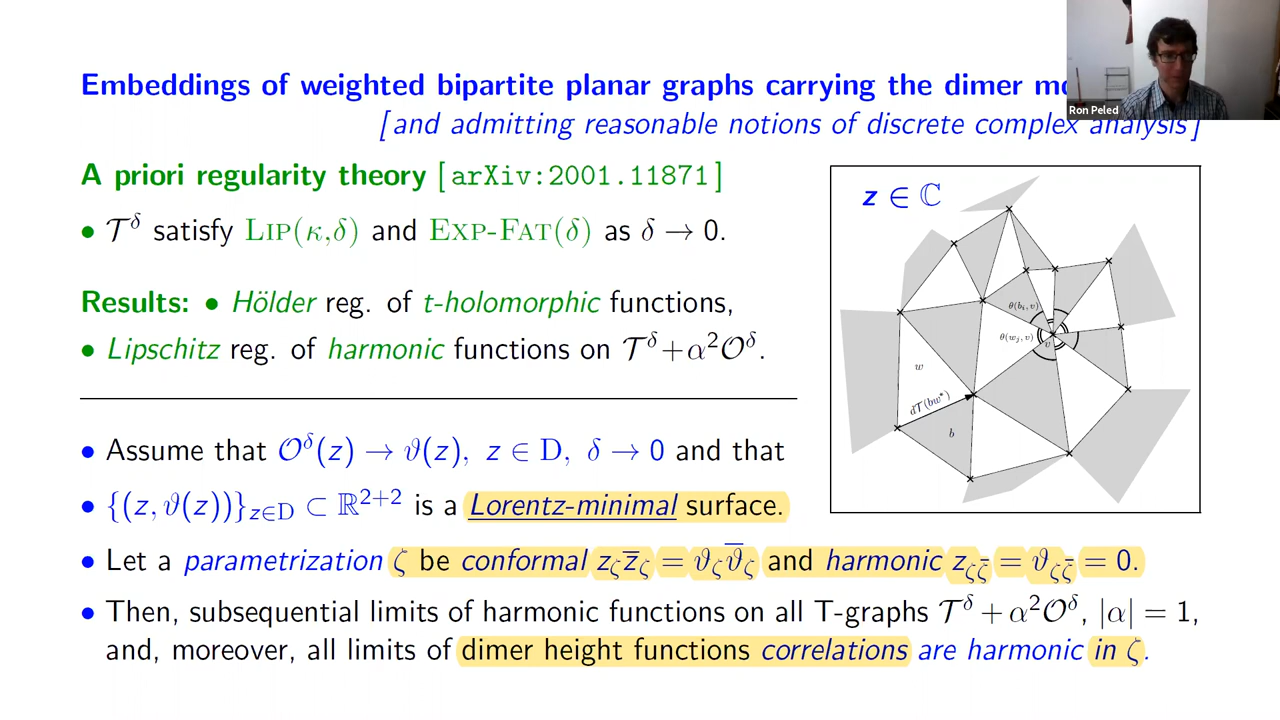 Embeddings of weighted bipartite planar graphs carrying the dimer
[and admitting reasonable notions of discrete complex analysis]
Ron Peled
A priori regularity theory [arXiv:2001.11871]
• 𝒯^δ satisfy LIP(κ,δ) and EXP-FAT(δ) as δ → 0.
Results: • Hölder reg. of t-holomorphic functions,
• Lipschitz reg. of harmonic functions on 𝒯^δ+α²𝒪^δ.
z ∈ ℂ
θ(b_i, v)
θ(w_j, v)
v
w
d𝒯(bw*)
b
• Assume that 𝒪^δ(z) → ϑ(z), z ∈ D, δ → 0 and that
• {(z, ϑ(z))}_{z∈D} ⊂ ℝ^{2+2} is a Lorentz-minimal surface.
• Let a parametrization ζ be conformal z_ζ z̄_ζ = ϑ_ζ ϑ̄_ζ and harmonic z_{ζζ̄} = ϑ_{ζζ̄} = 0.
• Then, subsequential limits of harmonic functions on all T-graphs 𝒯^δ + α²𝒪^δ, |α| = 1,
and, moreover, all limits of dimer height functions correlations are harmonic in ζ.